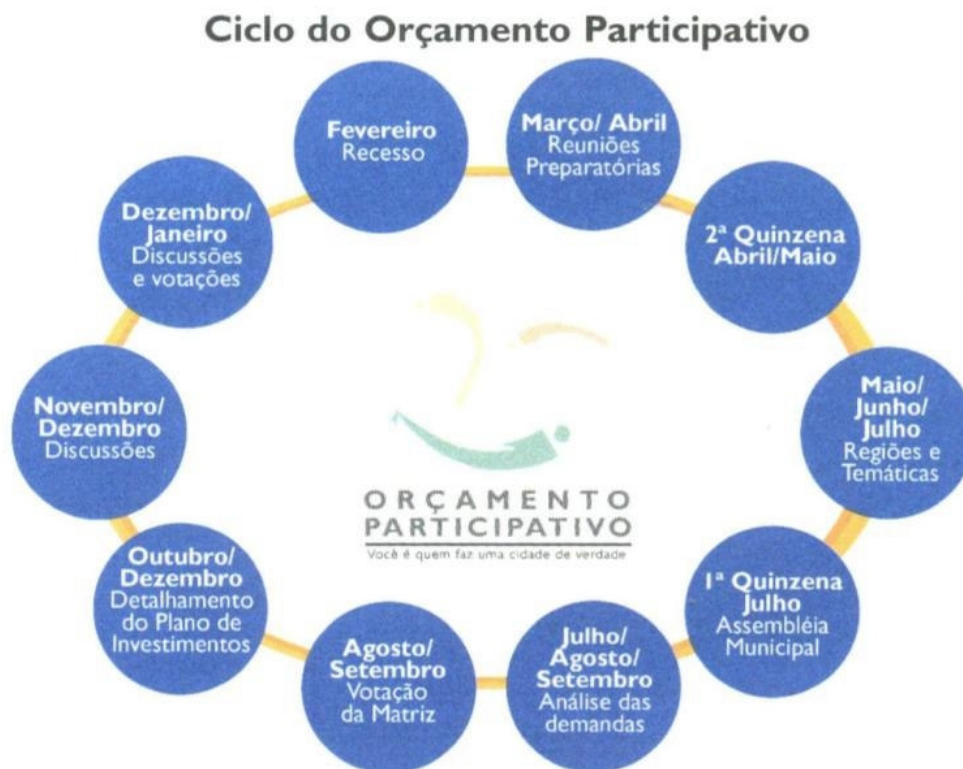 Ciclo do Orçamento Participativo
Fevereiro
Recesso
Março/ Abril
Reuniões
Preparatórias
2ª Quinzena
Abril/Maio
Maio/
Junho/
Julho
Regiões e
Temáticas
1ª Quinzena
Julho
Assembléia
Municipal
Julho/
Agosto/
Setembro
Análise das
demandas
Agosto/
Setembro
Votação
da Matriz
Outubro/
Dezembro
Detalhamento
do Plano de
Investimentos
Novembro/
Dezembro
Discussões
Dezembro/
Janeiro
Discussões
e votações
ORÇAMENTO
PARTICIPATIVO
Você é quem faz uma cidade de verdade